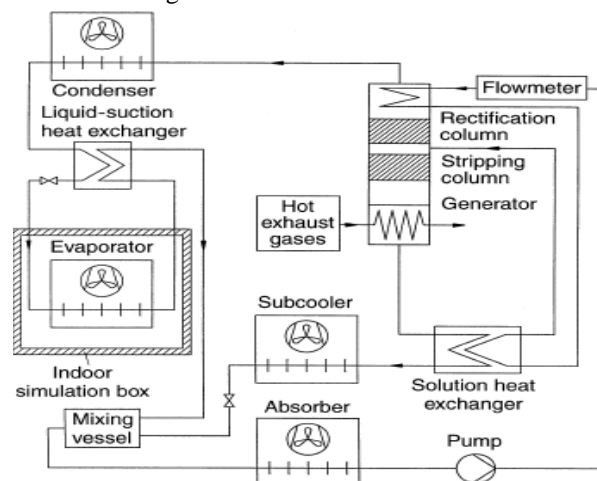 Condenser
Liquid-suction
heat exchanger
Flowmeter
Rectification
column
Stripping
column
Generator
Hot
exhaust
gases
Evaporator
Subcooler
Indoor
simulation box
Solution heat
exchanger
Mixing
vessel
Absorber
Pump